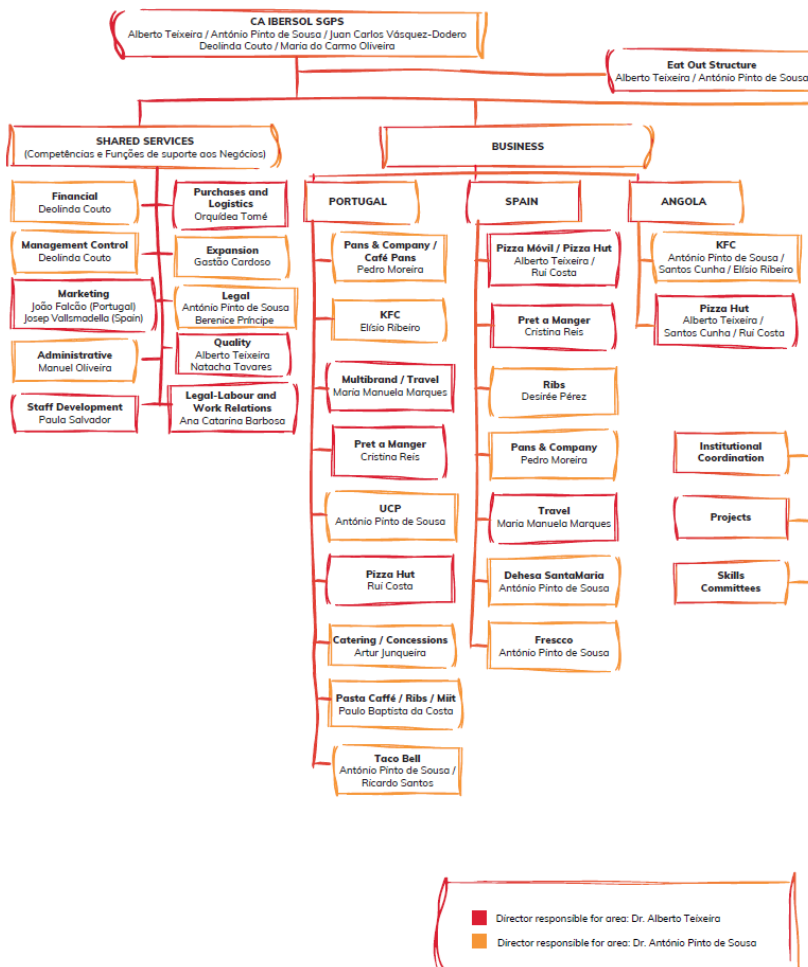 CA IBERSOL SGPS
Alberto Teixeira / António Pinto de Sousa / Juan Carlos Vásquez-Dodero
Deolinda Couto / Maria do Carmo Oliveira
Eat Out Structure
Alberto Teixeira / António Pinto de Sousa
SHARED SERVICES
(Competências e Funções de suporte aos Negócios)
BUSINESS
Financial
Deolinda Couto
Purchases and
Logistics
Orquídea Tomé
Management Control
Deolinda Couto
Expansion
Gastão Cardoso
Marketing
João Falcão (Portugal)
Josep Vallsmadella (Spain)
Legal
António Pinto de Sousa
Berenice Príncipe
Administrative
Manuel Oliveira
Quality
Alberto Teixeira
Natacha Tavares
Staff Development
Paula Salvador
Legal-Labour and
Work Relations
Ana Catarina Barbosa
PORTUGAL
Pans & Company /
Café Pans
Pedro Moreira
KFC
Elísio Ribeiro
Multibrand / Travel
Maria Manuela Marques
Pret a Manger
Cristina Reis
UCP
António Pinto de Sousa
Pizza Hut
Rui Costa
Catering / Concessions
Artur Junqueira
Pasta Caffé / Ribs / Miit
Paulo Baptista da Costa
Taco Bell
António Pinto de Sousa /
Ricardo Santos
SPAIN
Pizza Móvil / Pizza Hut
Alberto Teixeira /
Rui Costa
Pret a Manger
Cristina Reis
Ribs
Desirée Pérez
Pans & Company
Pedro Moreira
Travel
Maria Manuela Marques
Dehesa SantaMaria
António Pinto de Sousa
Frescco
António Pinto de Sousa
ANGOLA
KFC
António Pinto de Sousa /
Santos Cunha / Elísio Ribeiro
Pizza Hut
Alberto Teixeira /
Santos Cunha / Rui Costa
Institutional
Coordination
Projects
Skills
Committees
Director responsible for area: Dr. Alberto Teixeira
Director responsible for area: Dr. António Pinto de Sousa